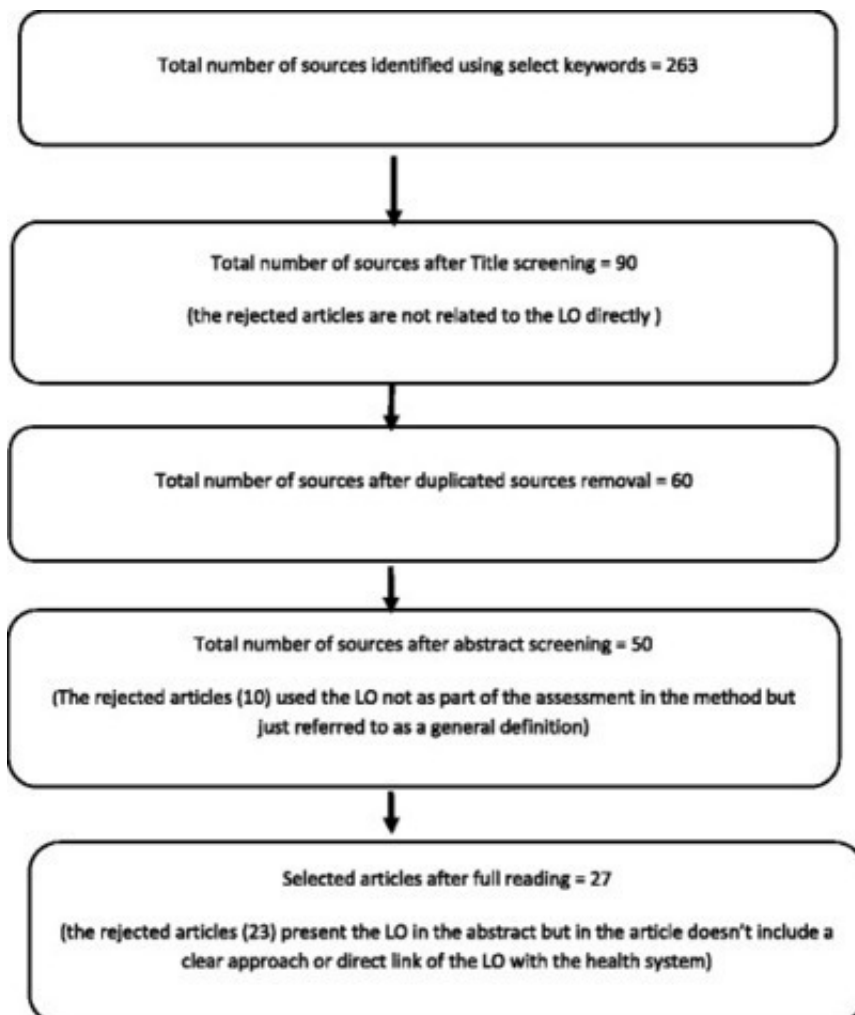 Total number of sources identified using select keywords = 263
Total number of sources after Title screening = 90
(the rejected articles are not related to the LO directly )
Total number of sources after duplicated sources removal = 60
Total number of sources after abstract screening = 50
(The rejected articles (10) used the LO not as part of the assessment in the method but
just referred to as a general definition)
Selected articles after full reading = 27
(the rejected articles (23) present the LO in the abstract but in the article doesn't include a
clear approach or direct link of the LO with the health system)